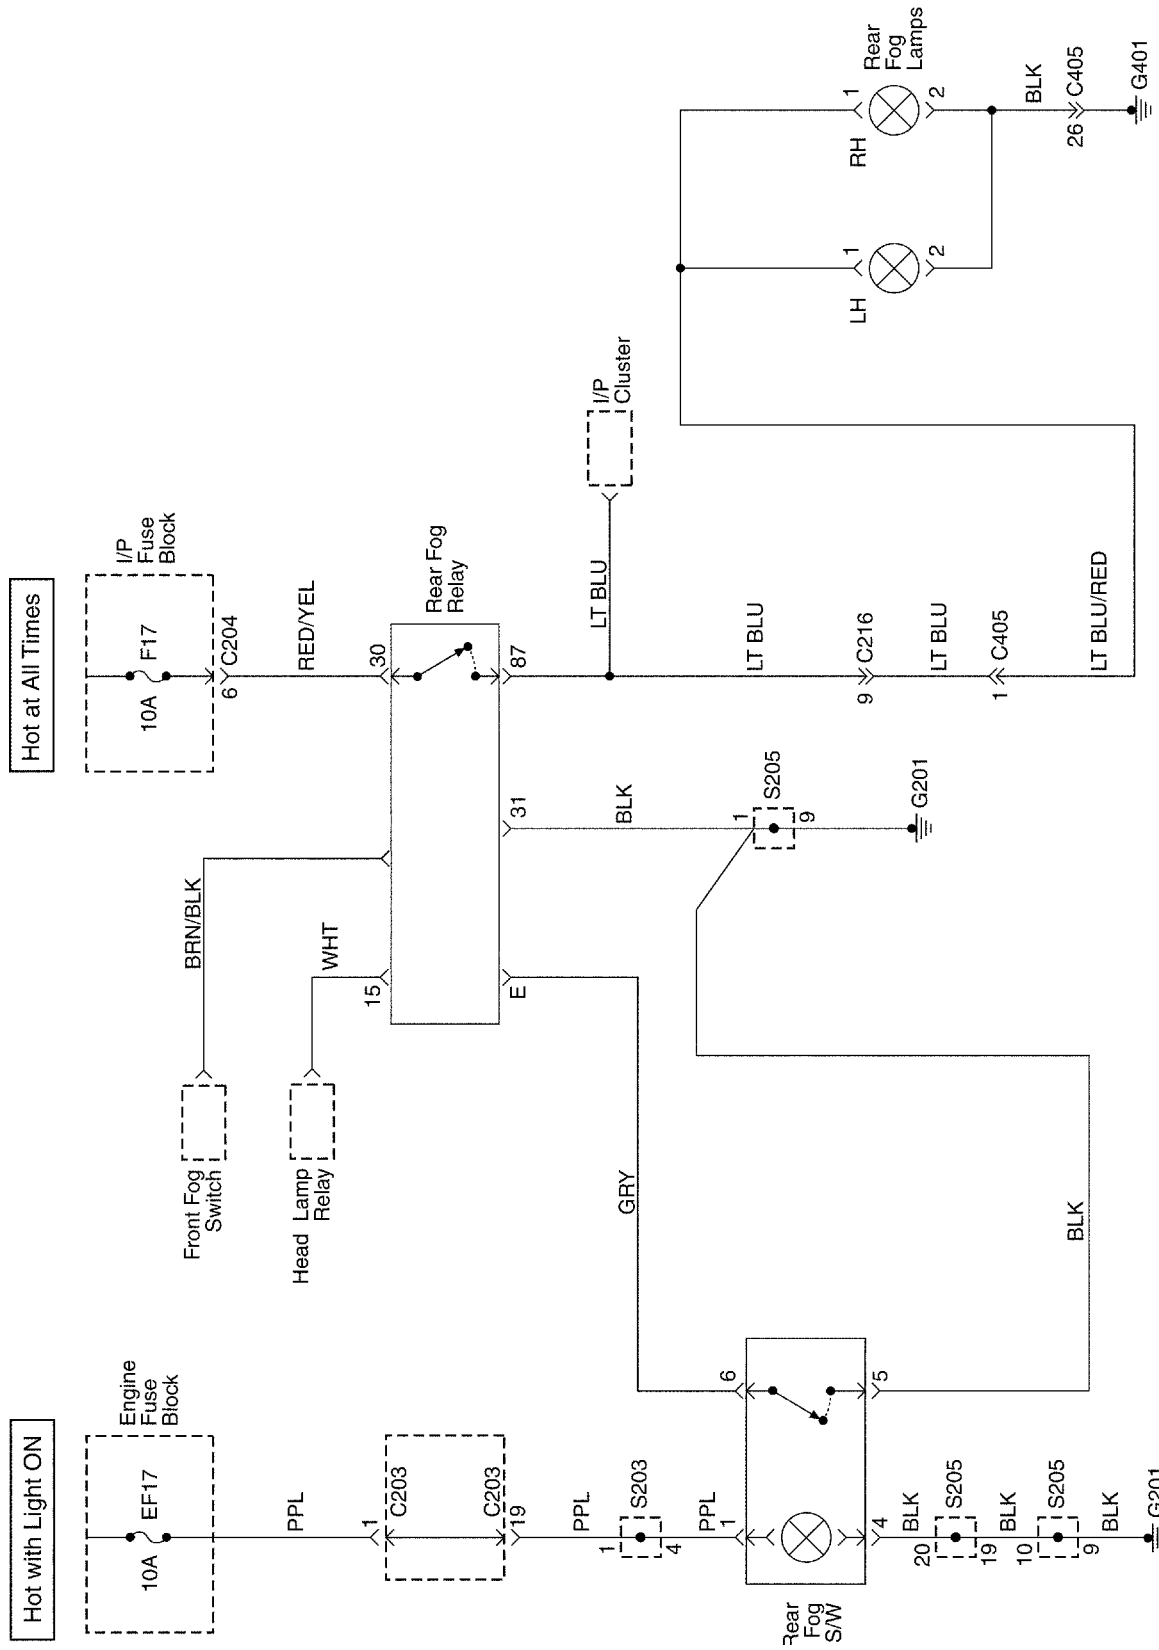 Hot with Light ON
Engine
Fuse
Block
10A
EF17
PPL
1
C203
C203
19
PPL
1
S203
4
PPL
1
6
Rear
Fog
S/W
4
5
BLK
20
S205
19
BLK
10
S205
9
BLK
G201
Front Fog
Switch
BRN/BLK
Head Lamp
Relay
WHT
15
E
GRY
BLK
Hot at All Times
I/P
Fuse
Block
10A
F17
6
C204
RED/YEL
30
Rear Fog
Relay
31
87
BLK
1
S205
9
G201
LT BLU
I/P
Cluster
LT BLU
9
C216
LT BLU
1
C405
LT BLU/RED
LH
1
2
RH
1
2
Rear
Fog
Lamps
BLK
26
C405
G401